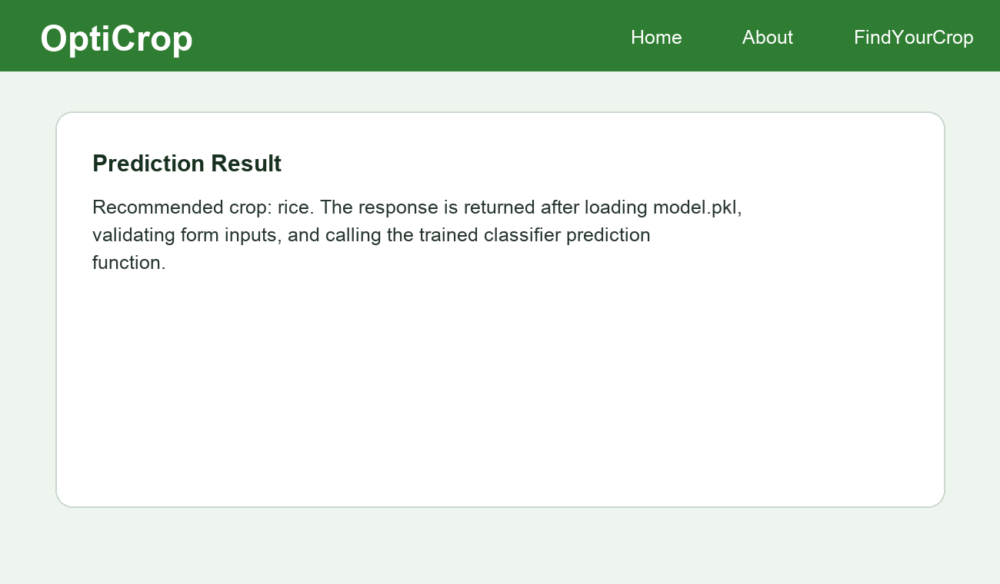 OptiCrop
Home About FindYourCrop
Prediction Result
Recommended crop: rice. The response is returned after loading model.pkl,
validating form inputs, and calling the trained classifier prediction
function.